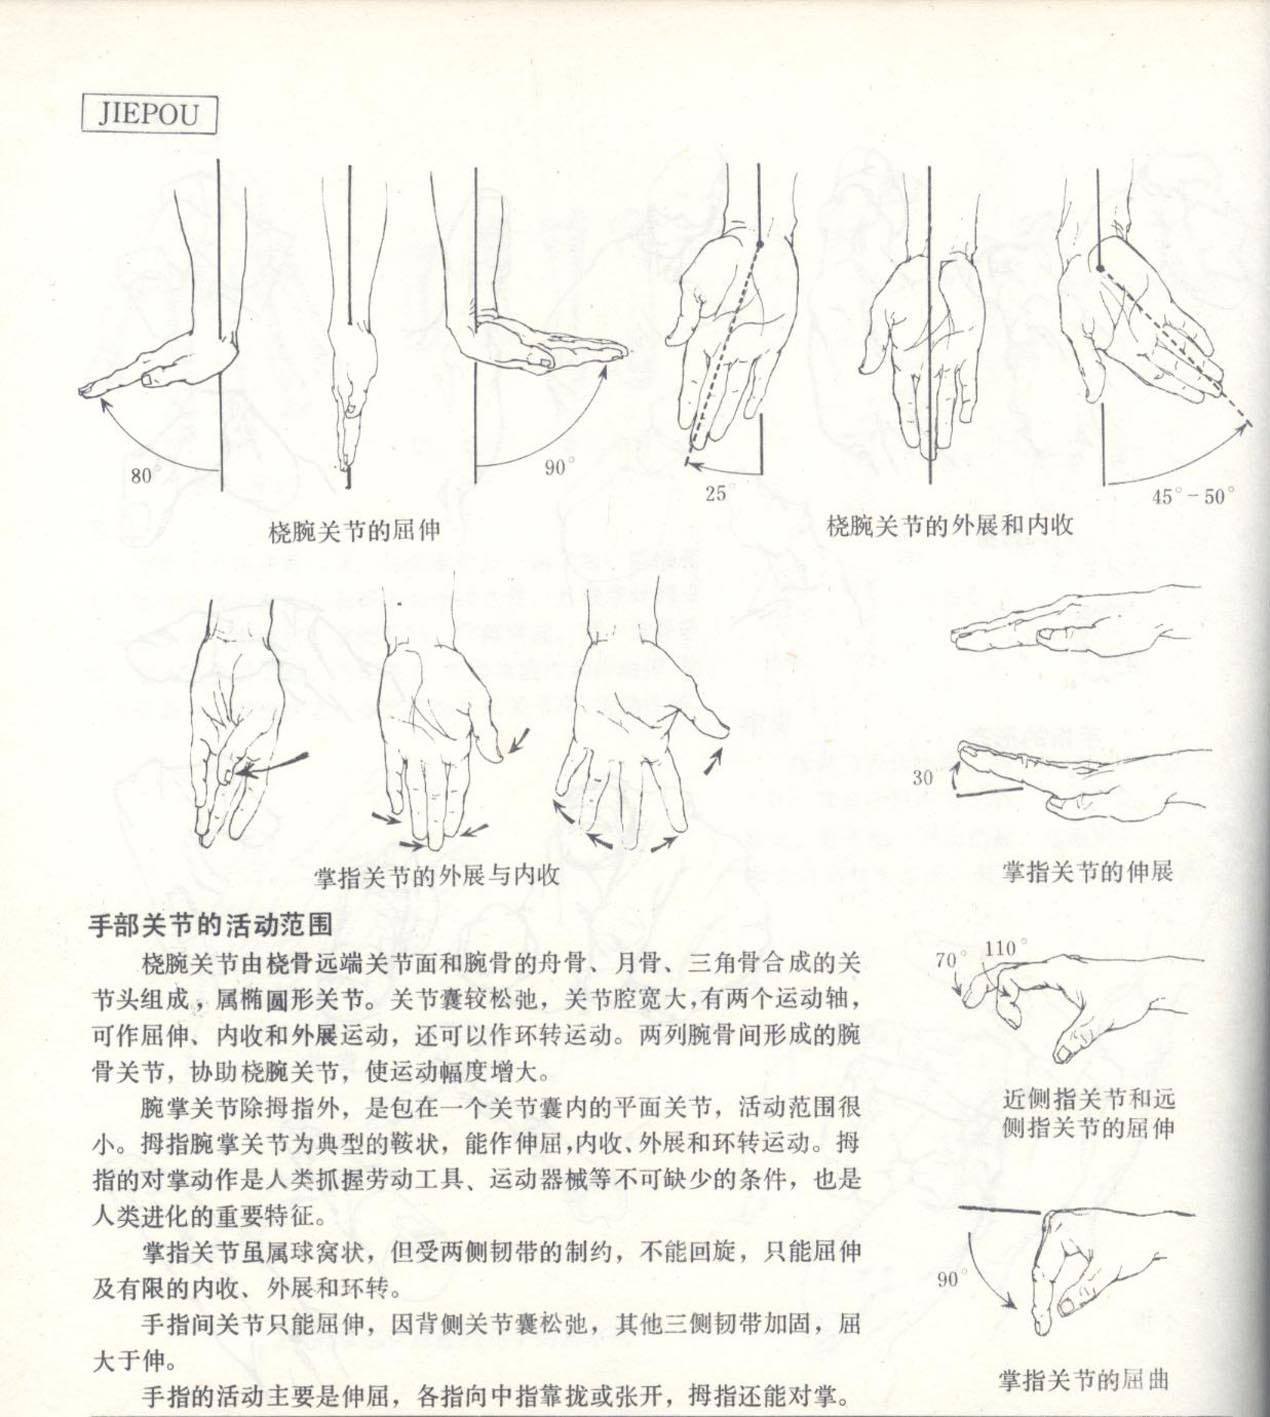 JIEPOU
80°
90°
25°
45°－50°
桡腕关节的屈伸
桡腕关节的外展和内收
30
掌指关节的外展与内收
掌指关节的伸展
手部关节的活动范围
桡腕关节由桡骨远端关节面和腕骨的舟骨、月骨、三角骨合成的关
节头组成，属椭圆形关节。关节囊较松弛，关节腔宽大，有两个运动轴，
可作屈伸、内收和外展运动，还可以作环转运动。两列腕骨间形成的腕
骨关节，协助桡腕关节，使运动幅度增大。
腕掌关节除拇指外，是包在一个关节囊内的平面关节，活动范围很
小。拇指腕掌关节为典型的鞍状，能作伸屈，内收、外展和环转运动。拇
指的对掌动作是人类抓握劳动工具、运动器械等不可缺少的条件，也是
人类进化的重要特征。
掌指关节虽属球窝状，但受两侧韧带的制约，不能回旋，只能屈伸
及有限的内收、外展和环转。
手指间关节只能屈伸，因背侧关节囊松弛，其他三侧韧带加固，屈
大于伸。
手指的活动主要是伸屈，各指向中指靠拢或张开，拇指还能对掌。
70° 110°
近侧指关节和远
侧指关节的屈伸
90°
掌指关节的屈曲